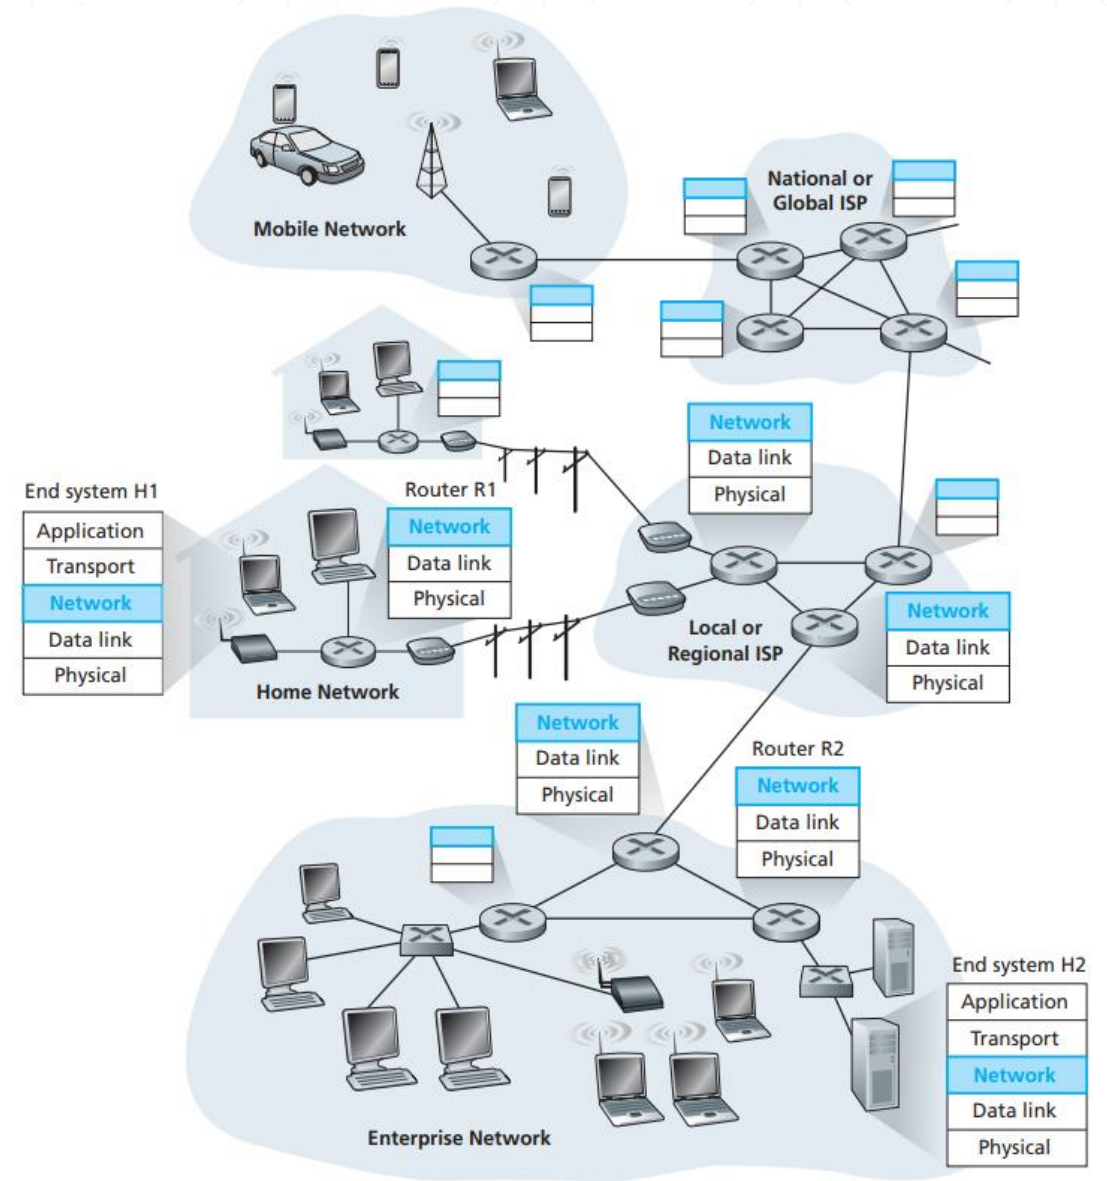 Mobile Network
National or
Global ISP
Network
Data link
Physical
End system H1
Application
Transport
Network
Data link
Physical
Router R1
Network
Data link
Physical
Home Network
Local or
Regional ISP
Network
Data link
Physical
Network
Data link
Physical
Router R2
Network
Data link
Physical
End system H2
Application
Transport
Network
Data link
Physical
Enterprise Network